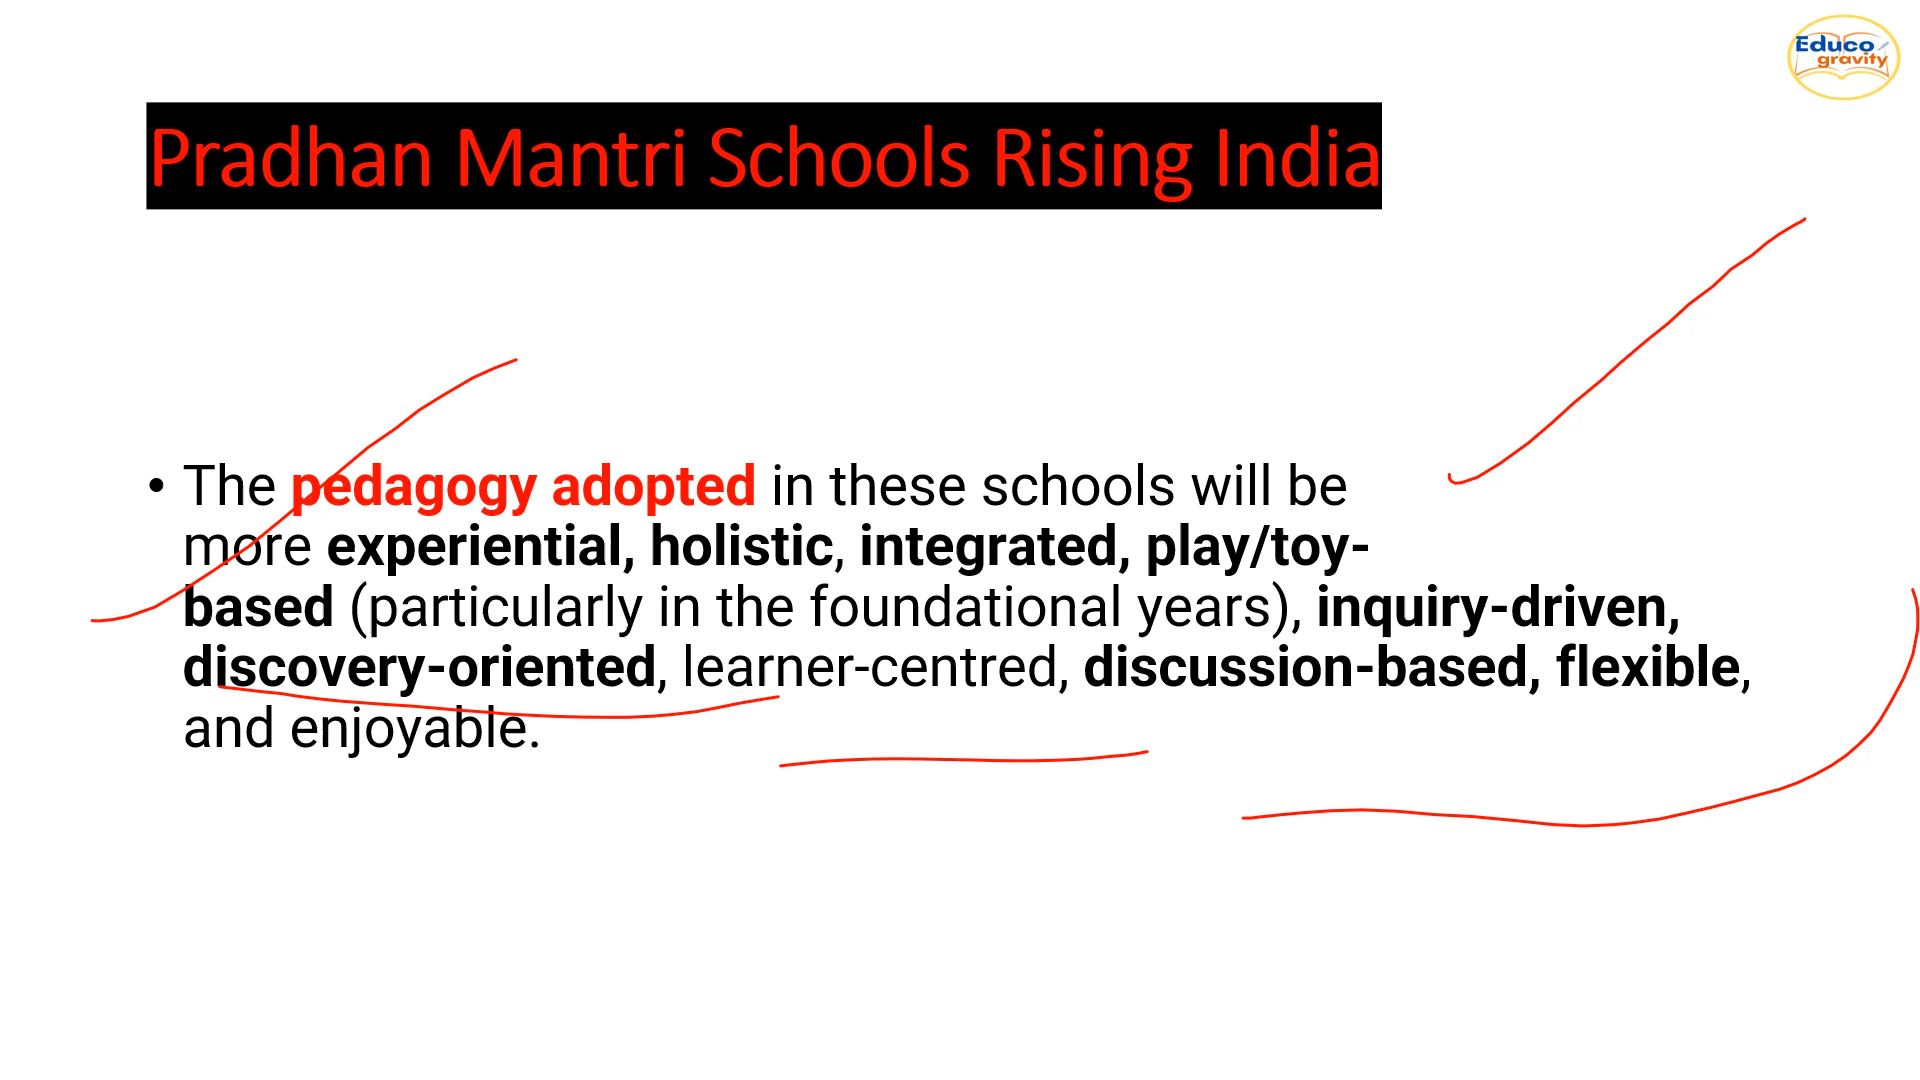 Educo
gravity
Pradhan Mantri Schools Rising India
• The pedagogy adopted in these schools will be
more experiential, holistic, integrated, play/toy-
based (particularly in the foundational years), inquiry-driven,
discovery-oriented, learner-centred, discussion-based, flexible,
and enjoyable.